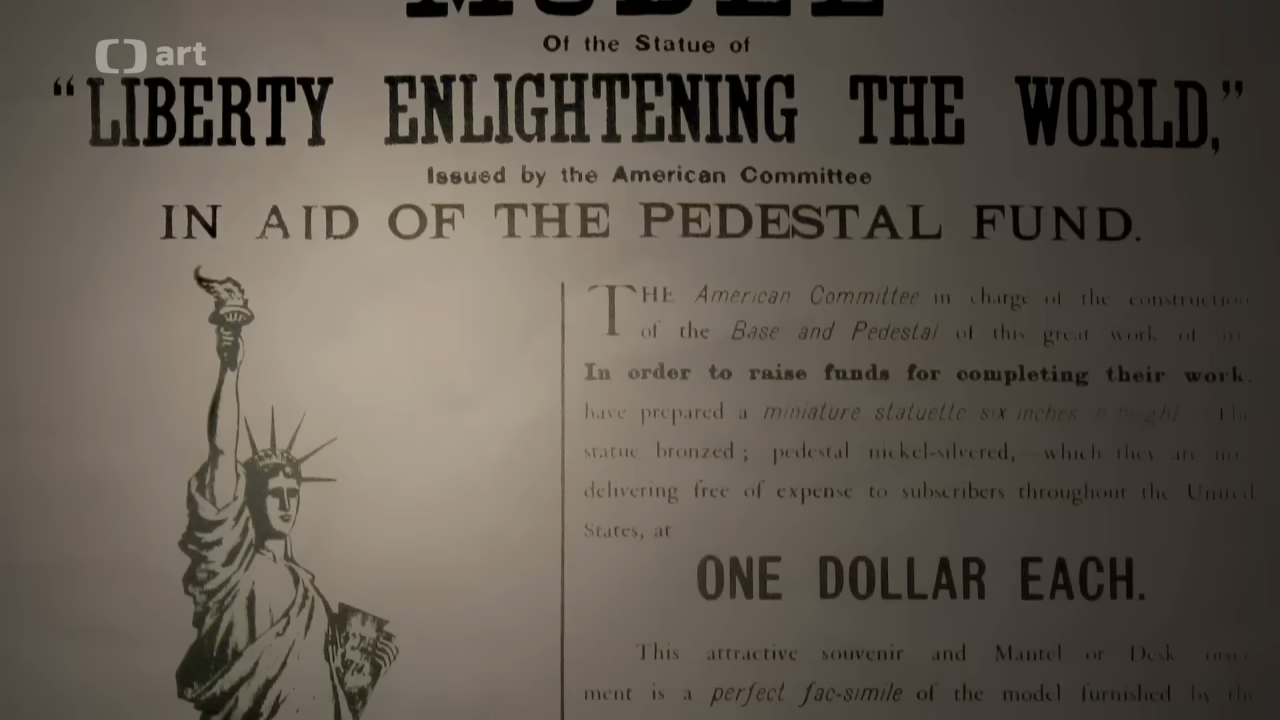 art
Of the Statue of
“LIBERTY ENLIGHTENING THE WORLD,”
Issued by the American Committee
IN AID OF THE PEDESTAL FUND.
THE American Committee in charge of the construction
of the Base and Pedestal of this great work of
In order to raise funds for completing their work.
have prepared a miniature statuette six inches The
statue bronzed; pedestal nickel-silvered, which they are
delivering free of expense to subscribers throughout the United
States, at
ONE DOLLAR EACH.
This attractive souvenir and Mantel or Desk
ment is a perfect fac-simile of the model furnished by the